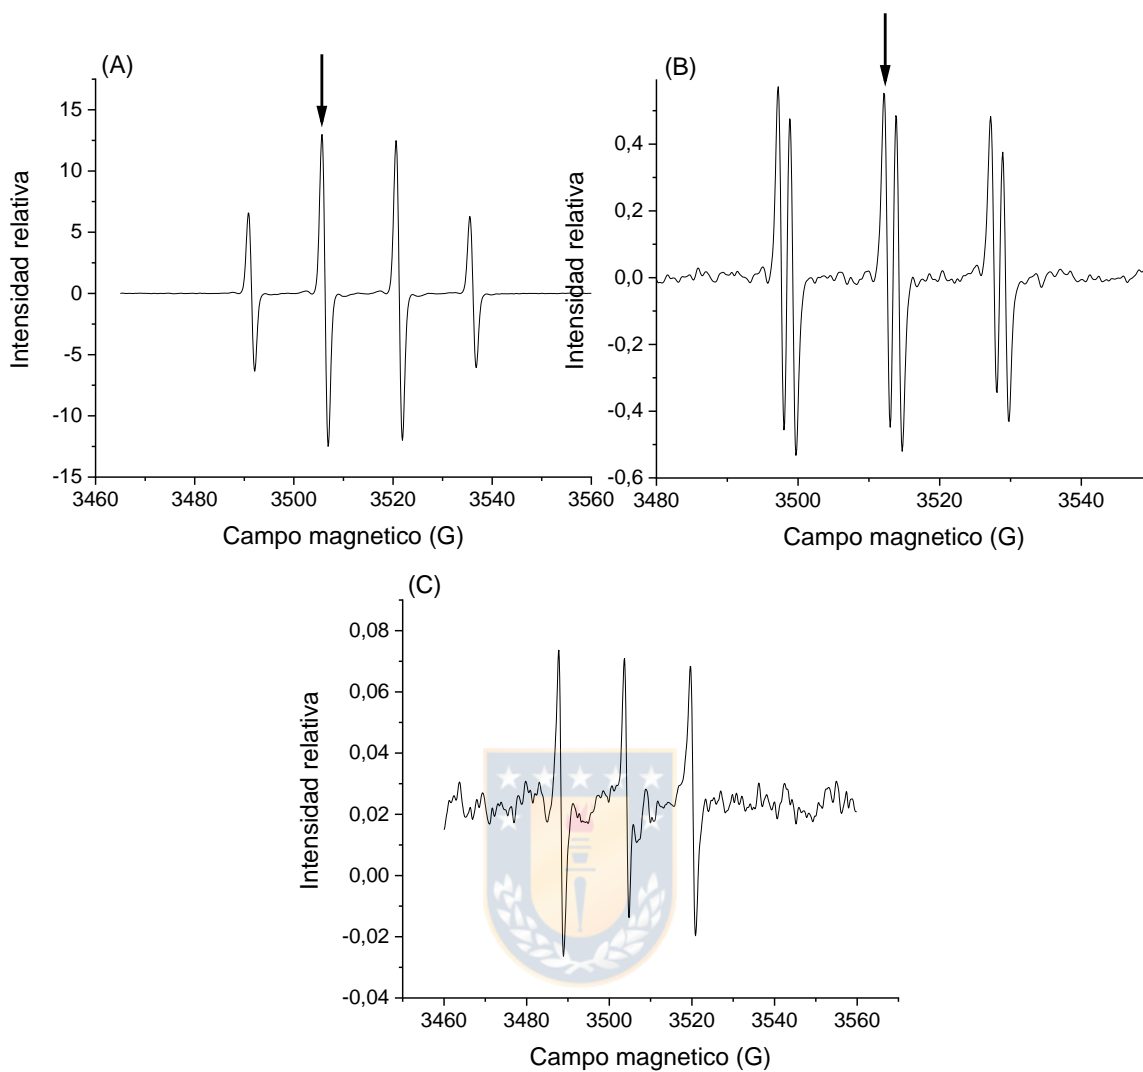 (A)
15
10
5
0
-5
-10
-15
3460 3480 3500 3520 3540 3560
Intensidad relativa
Campo magnetico (G)
(B)
0,4
0,2
0,0
-0,2
-0,4
-0,6
3480 3500 3520 3540
Intensidad relativa
Campo magnetico (G)
(C)
0,08
0,06
0,04
0,02
0,00
-0,02
-0,04
3460 3480 3500 3520 3540 3560
Intensidad relativa
Campo magnetico (G)